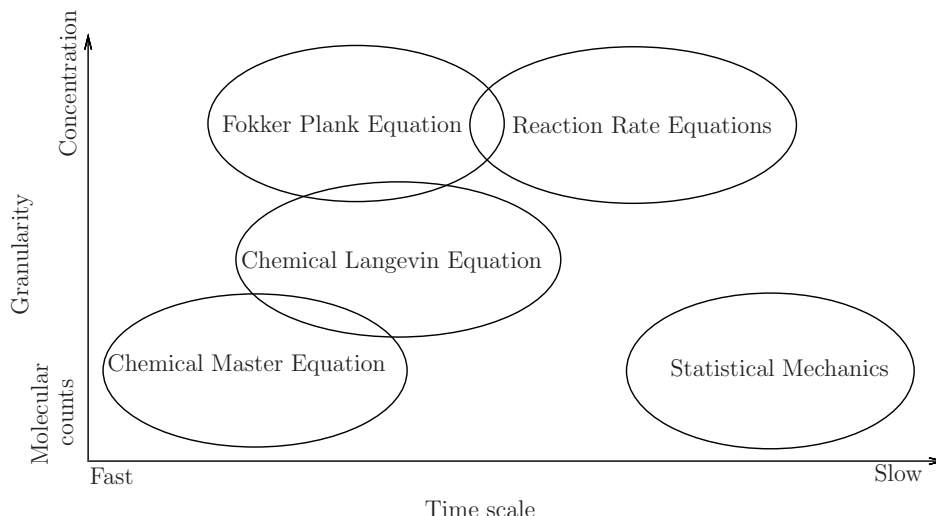 Concentration
Fokker Plank Equation
Reaction Rate Equations
Granularity
Chemical Langevin Equation
Chemical Master Equation
Statistical Mechanics
Molecular
counts
Fast
Slow
Time scale